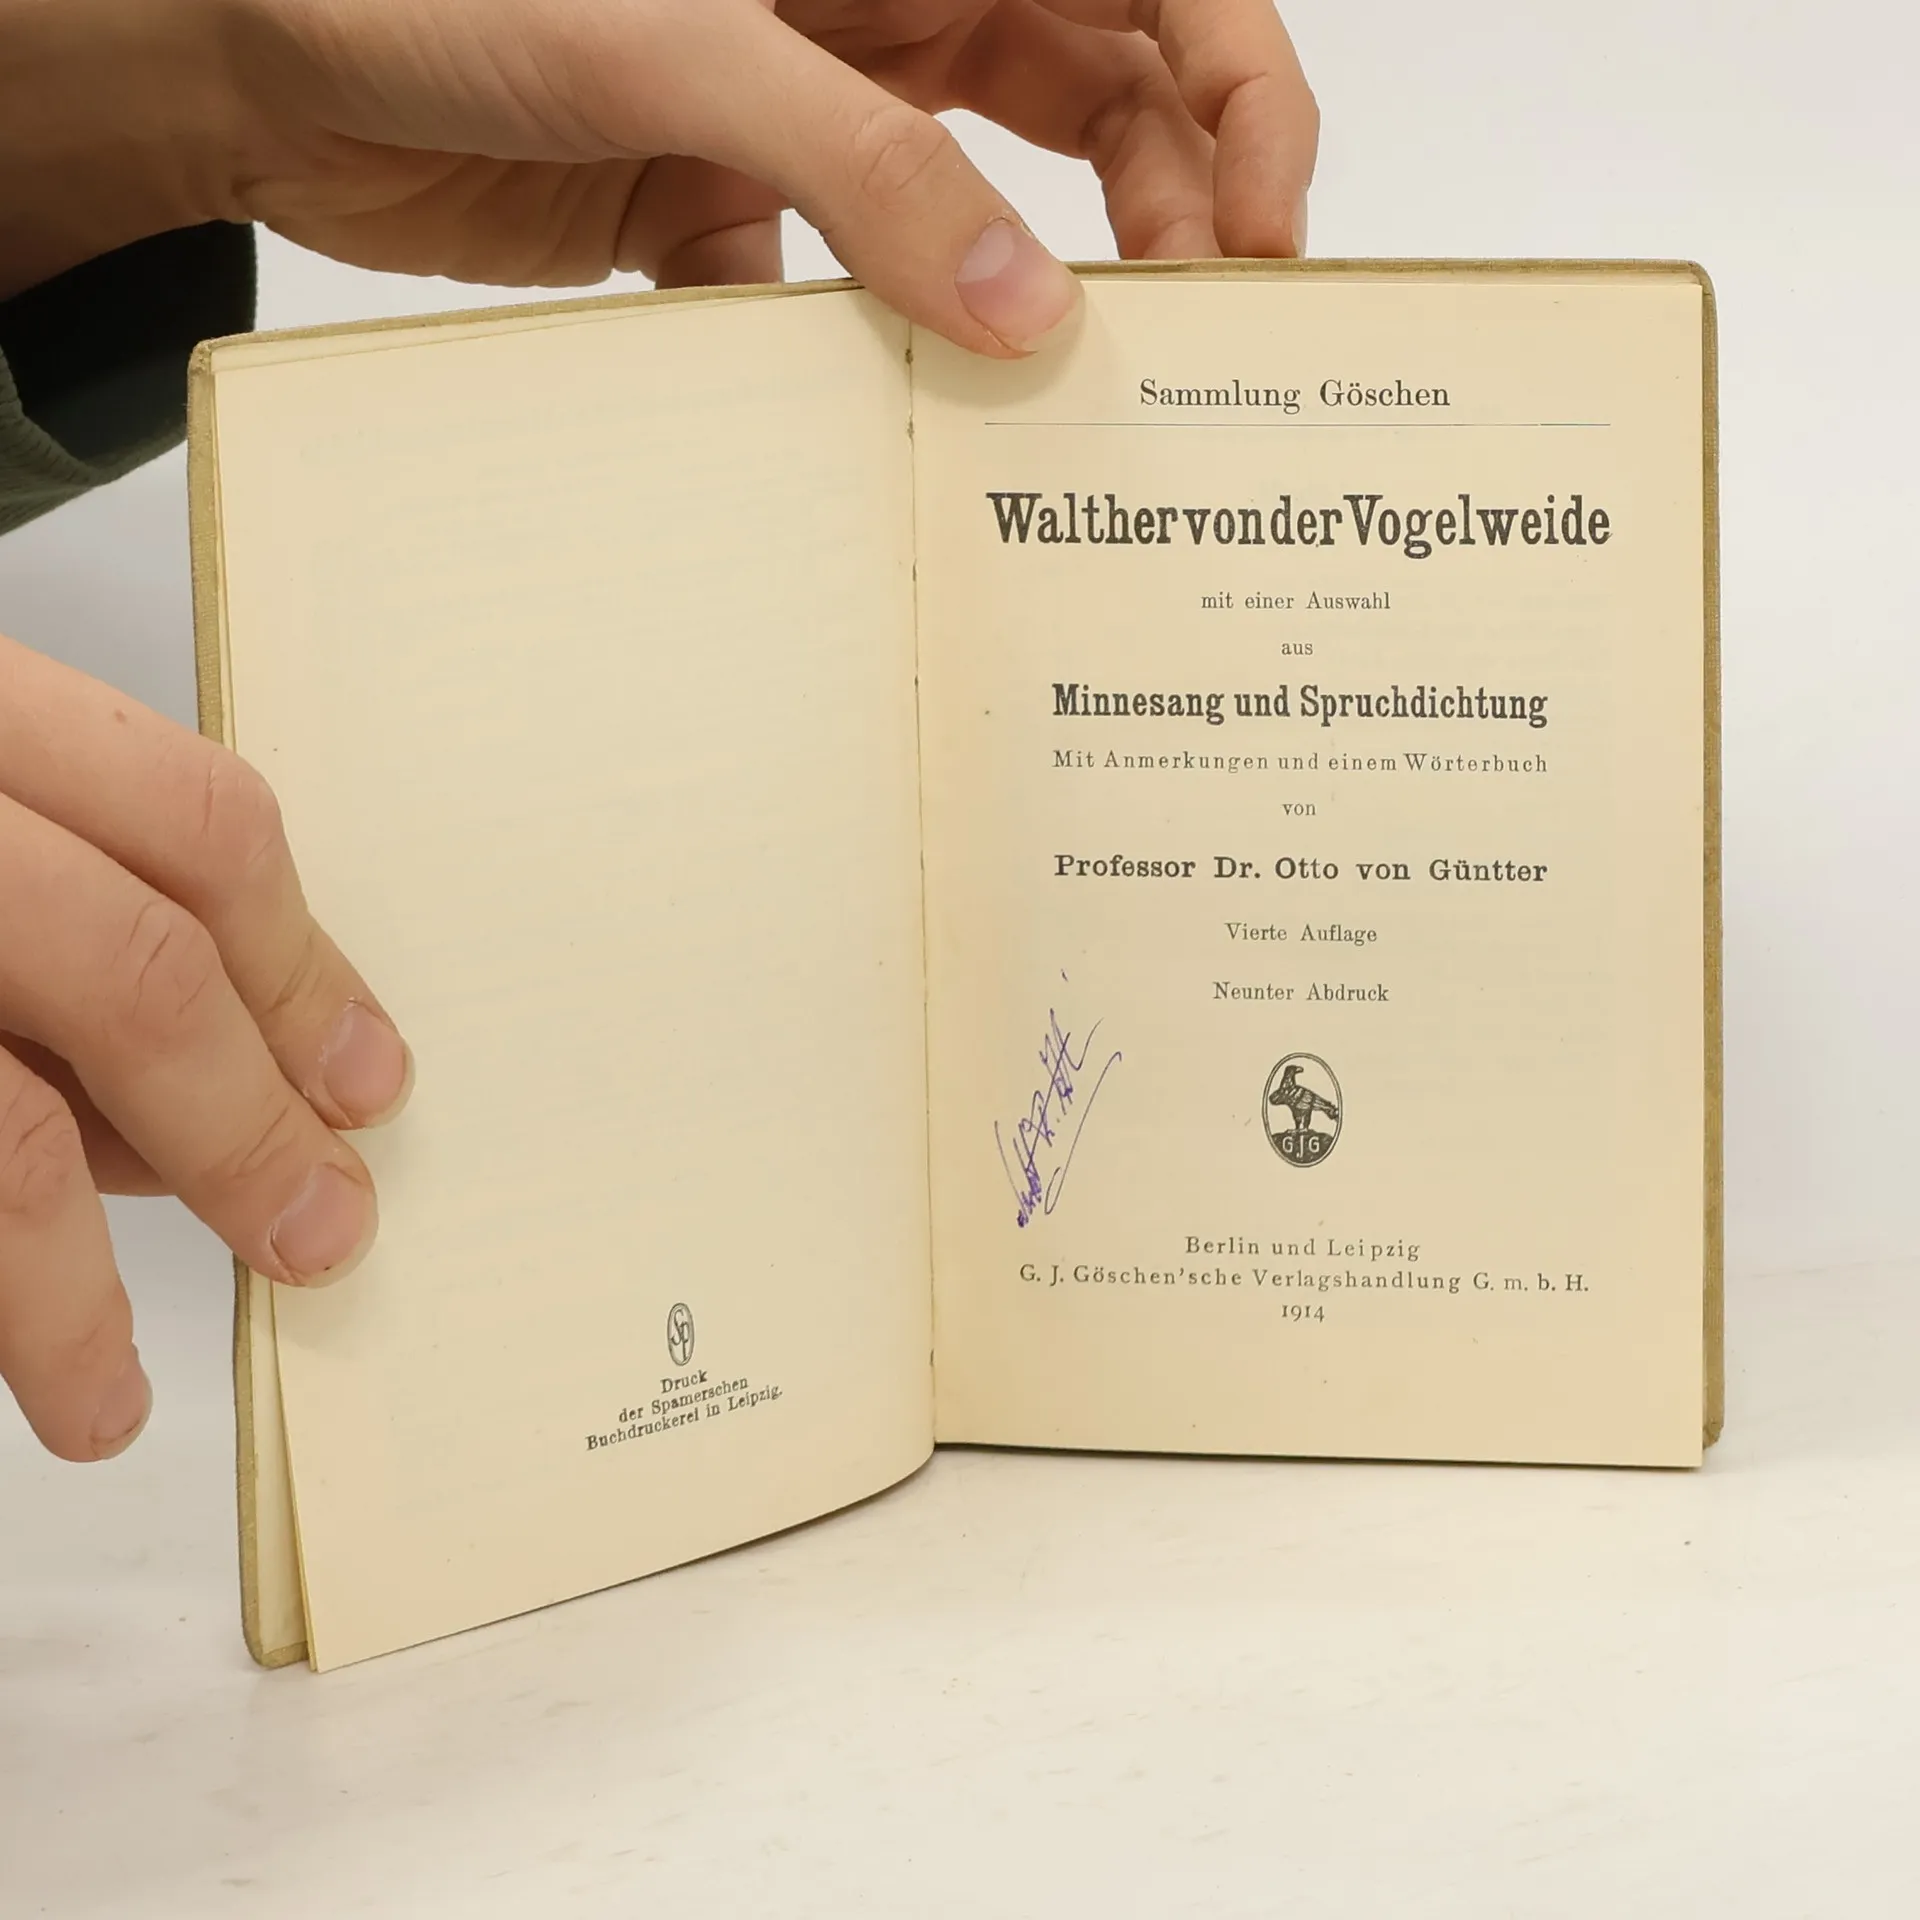 Sp
Druck
der Spamerschen
Buchdruckerei in Leipzig.
Sammlung Göschen
Walther von der Vogelweide
mit einer Auswahl
aus
Minnesang und Spruchdichtung
Mit Anmerkungen und einem Wörterbuch
von
Professor Dr. Otto von Güntter
Vierte Auflage
Neunter Abdruck
GJG
Berlin und Leipzig
G. J. Göschen'sche Verlagshandlung G. m. b. H.
1914